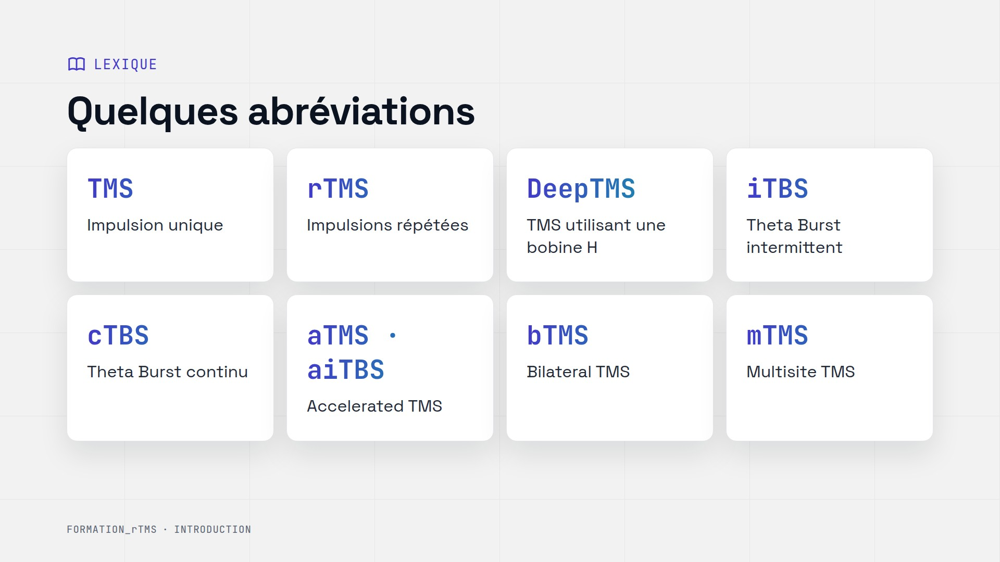 LEXIQUE
Quelques abréviations
TMS
Impulsion unique
rTMS
Impulsions répétées
DeepTMS
TMS utilisant une
bobine H
iTBS
Theta Burst
intermittent
cTBS
Theta Burst continu
aTMS ·
aiTBS
Accelerated TMS
bTMS
Bilateral TMS
mTMS
Multisite TMS
FORMATION_rTMS · INTRODUCTION